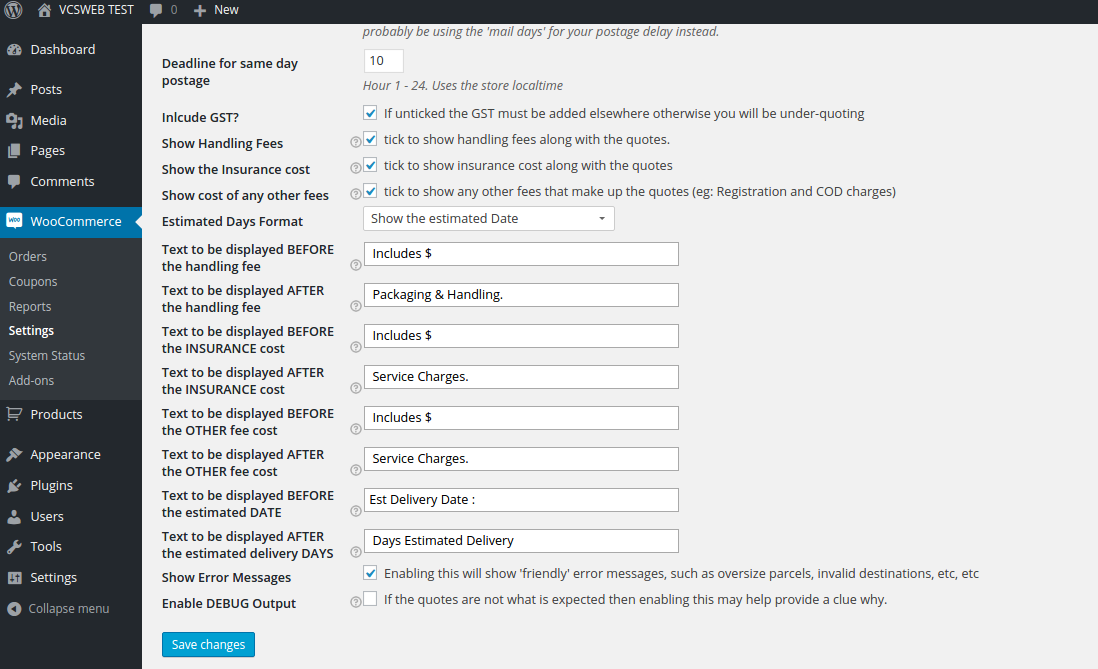 VCSWEB TEST 0 New
Dashboard
Posts
Media
Pages
Comments
WooCommerce
Orders
Coupons
Reports
Settings
System Status
Add-ons
Products
Appearance
Plugins
Users
Tools
Settings
Collapse menu
probably be using the 'mail days' for your postage delay instead.
Deadline for same day
postage
10
Hour 1 - 24. Uses the store localtime
Inlcude GST? If unticked the GST must be added elsewhere otherwise you will be under-quoting
Show Handling Fees tick to show handling fees along with the quotes.
Show the Insurance cost tick to show insurance cost along with the quotes
Show cost of any other fees tick to show any other fees that make up the quotes (eg: Registration and COD charges)
Estimated Days Format Show the estimated Date
Text to be displayed BEFORE
the handling fee
Includes $
Text to be displayed AFTER
the handling fee
Packaging & Handling.
Text to be displayed BEFORE
the INSURANCE cost
Includes $
Text to be displayed AFTER
the INSURANCE cost
Service Charges.
Text to be displayed BEFORE
the OTHER fee cost
Includes $
Text to be displayed AFTER
the OTHER fee cost
Service Charges.
Text to be displayed BEFORE
the estimated DATE
Est Delivery Date :
Text to be displayed AFTER
the estimated delivery DAYS
Days Estimated Delivery
Show Error Messages Enabling this will show 'friendly' error messages, such as oversize parcels, invalid destinations, etc, etc
Enable DEBUG Output If the quotes are not what is expected then enabling this may help provide a clue why.
Save changes